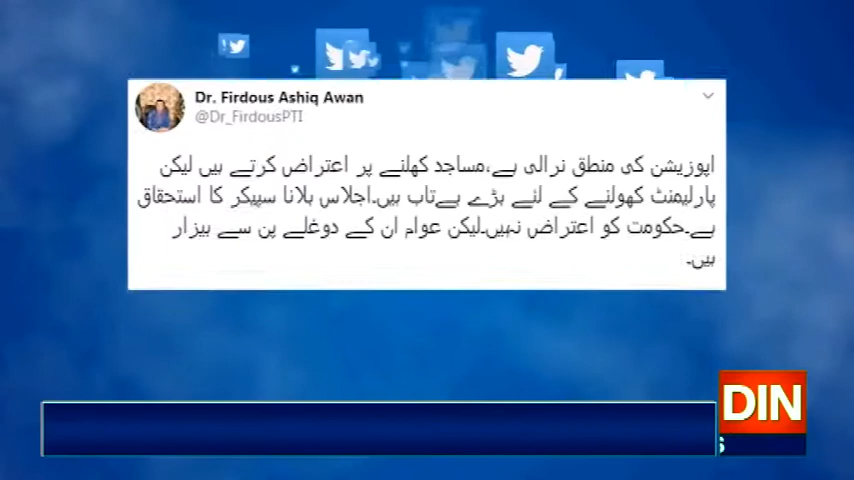 Dr. Firdous Ashiq Awan
@Dr_FirdousPTI
اپوزیشن کی منطق نرالی ہے،مساجد کھلنے پر اعتراض کرتے ہیں لیکن
پارلیمنٹ کھولنے کے لئے بڑے بےتاب ہیں۔اجلاس بلانا سپیکر کا استحقاق
ہے۔حکومت کو اعتراض نہیں۔لیکن عوام ان کے دوغلے پن سے بیزار
ہیں۔
DIN
S